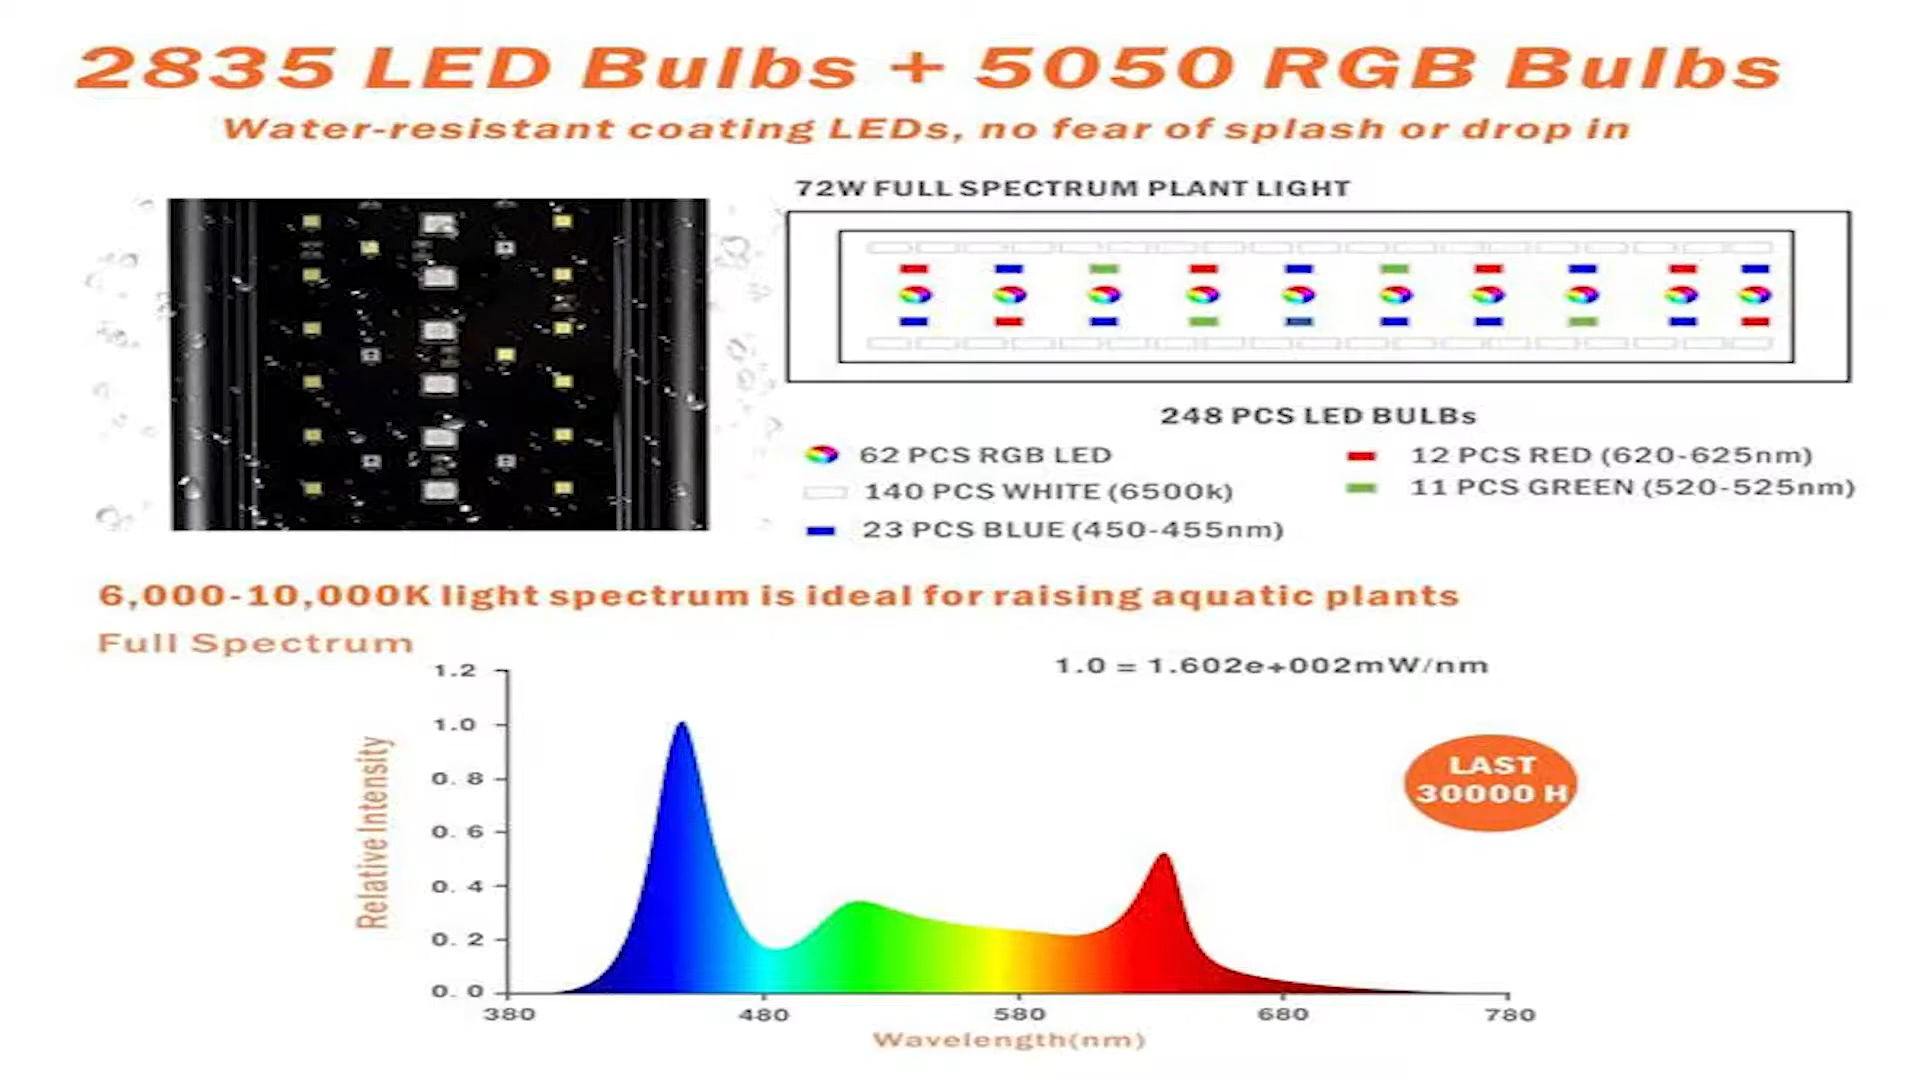 2835 LED Bulbs + 5050 RGB Bulbs
Water-resistant coating LEDs, no fear of splash or drop in
72W FULL SPECTRUM PLANT LIGHT
248 PCS LED BULBs
62 PCS RGB LED
12 PCS RED (620-625nm)
140 PCS WHITE (6500k)
11 PCS GREEN (520-525nm)
23 PCS BLUE (450-455nm)
6,000-10,000K light spectrum is ideal for raising aquatic plants
Full Spectrum
1.0 = 1.602e+002mW/nm
1.2
1.0
0.8
0.6
0.4
0.2
0.0
Relative Intensity
LAST
30000 H
380 480 580 680 780
Wavelength(nm)